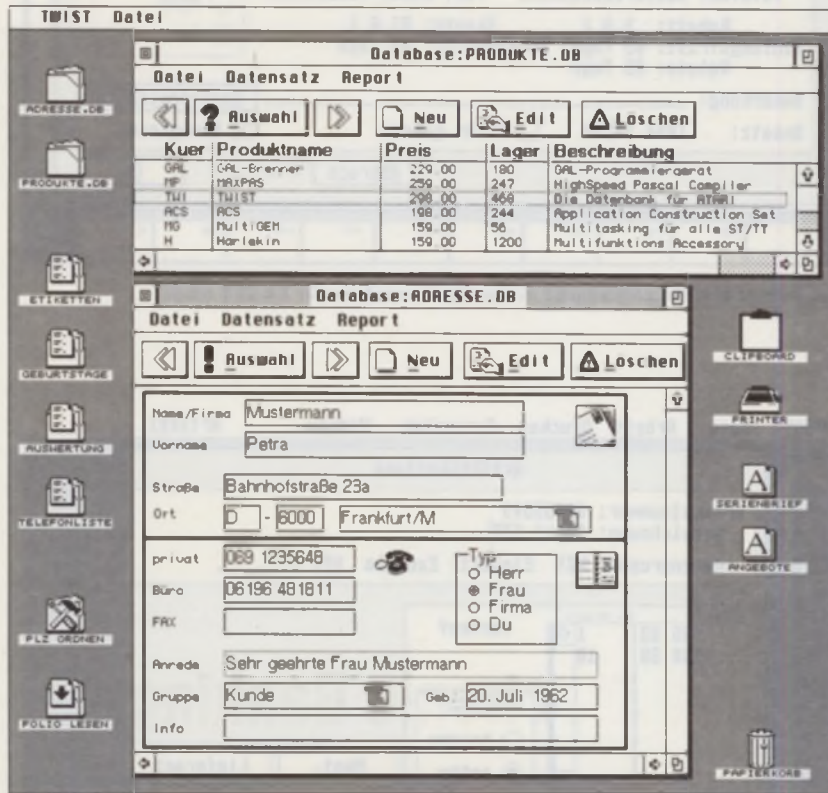 TWIST Datei
Database:PRODUKTE.DB
Datei Datensatz Report
Auswahl Neu Edit Löschen
Kuer Produktname Preis Lager Beschreibung
GAL GAL-Brenner 229.00 180 GAL-Programmiergerät
MP MAXPAS 259.00 247 HighSpeed Pascal Compiler
TWI TWIST 298.00 468 Die Datenbank für ATARI
ACS ACS 198.00 244 Application Construction Set
MG MultiGEM 159.00 56 Multitasking für alle ST/TT
H Harlekin 159.00 1200 Multifunktions Accessory
Database:ADRESSE.DB
Datei Datensatz Report
Auswahl Neu Edit Löschen
Name/Firma Mustermann
Vorname Petra
Straße Bahnhofstraße 23a
Ort D - 6000 Frankfurt/M
privat 069 1235648
Büro 06196 481811
FAX
Typ
Herr
Frau
Firma
Du
Anrede Sehr geehrte Frau Mustermann
Gruppe Kunde Geb 20. Juli 1962
Info
ADRESSE.DB
PRODUKTE.DB
ETIKETTEN
GEBURTSTAGE
AUSWERTUNG
TELEFONLISTE
PLZ ORDNEN
FOLIO LESEN
CLIPBOARD
PRINTER
SERIENBRIEF
ANGEBOTE
PAPIERKORB